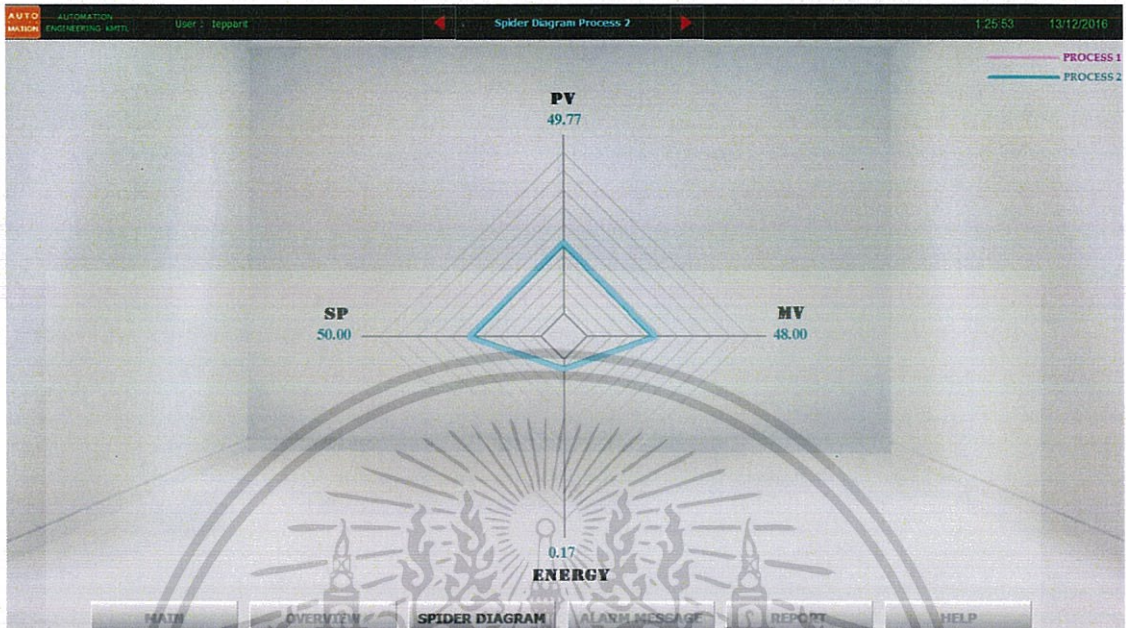 AUTO
MATION
AUTOMATION
ENGINEERING KMITL
User : teppart
Spider Diagram Process 2
1:25:53
13/12/2016
PROCESS 1
PROCESS 2
PV
49.77
SP
50.00
MV
48.00
0.17
ENERGY
MAIN
OVERVIEW
SPIDER DIAGRAM
ALARM MESSAGE
REPORT
HELP